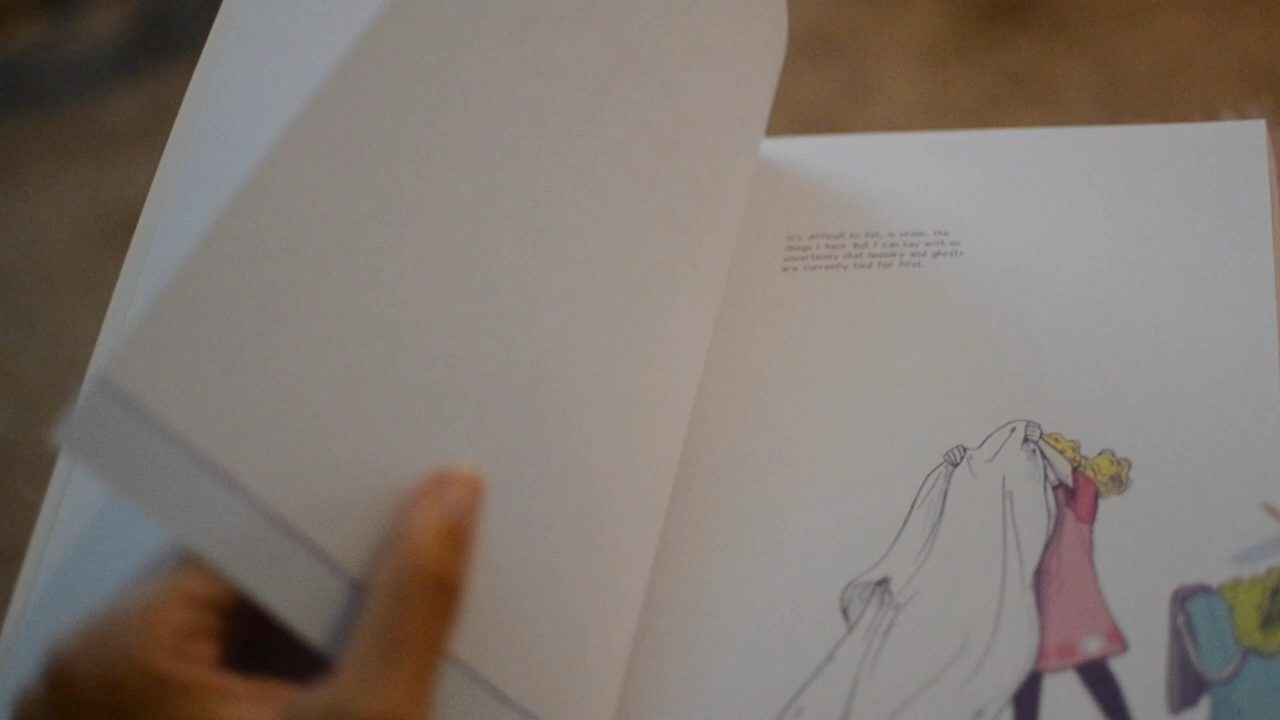 It's difficult to list, in order, the
things I hate. But I can say with no
uncertainty that laundry and ghosts
are currently tied for first.